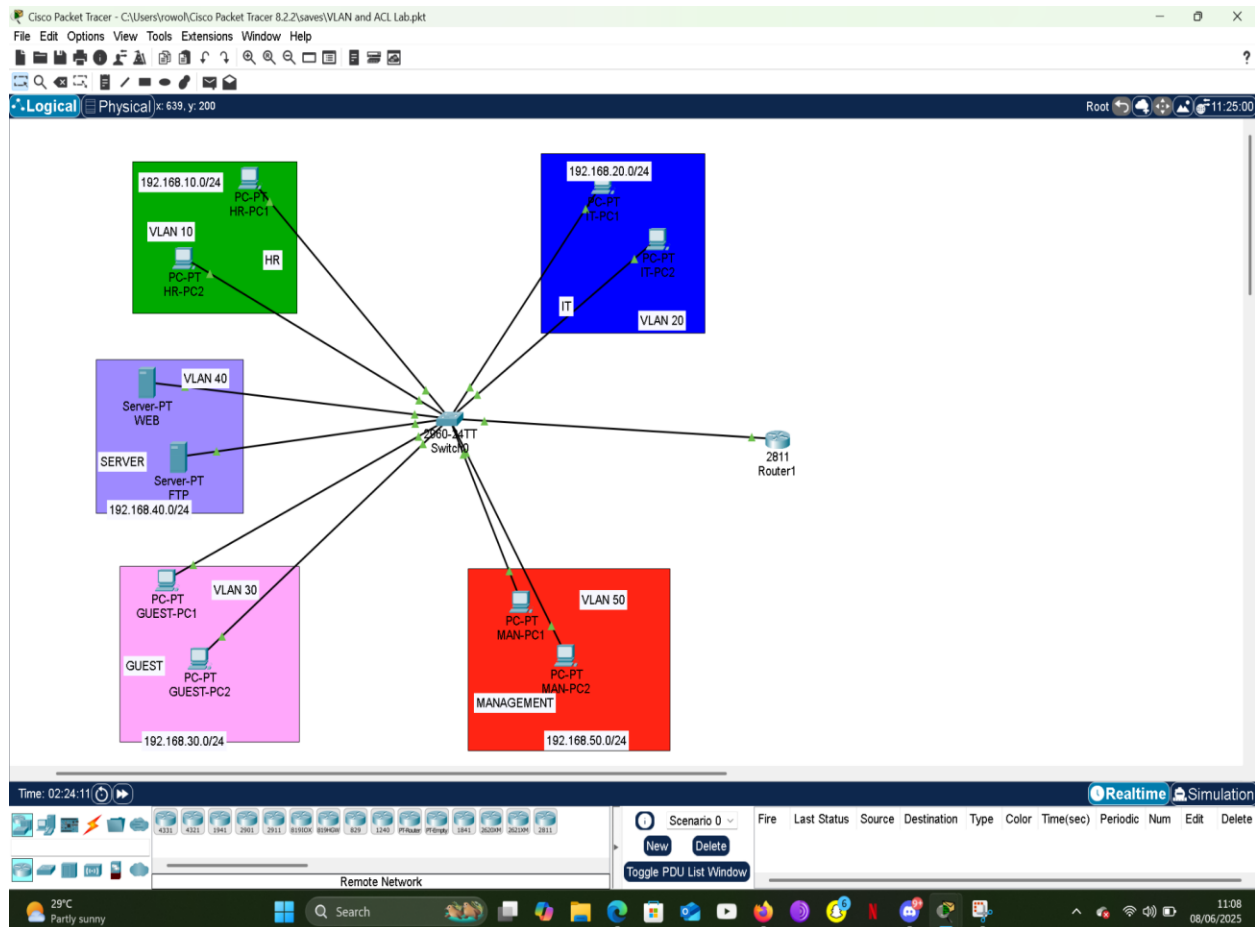 Cisco Packet Tracer - C:\Users\rowol\Cisco Packet Tracer 8.2.2\saves\VLAN and ACL Lab.pkt
File Edit Options View Tools Extensions Window Help
?
Logical Physical x: 639, y: 200 Root 11:25:00
192.168.10.0/24
PC-PT
HR-PC1
VLAN 10
HR
PC-PT
HR-PC2
192.168.20.0/24
PC-PT
IT-PC1
PC-PT
IT-PC2
IT
VLAN 20
VLAN 40
Server-PT
WEB
SERVER
Server-PT
FTP
192.168.40.0/24
2960-24TT
Switch0
2811
Router1
VLAN 30
PC-PT
GUEST-PC1
GUEST
PC-PT
GUEST-PC2
192.168.30.0/24
VLAN 50
PC-PT
MAN-PC1
PC-PT
MAN-PC2
MANAGEMENT
192.168.50.0/24
Time: 02:24:11 Realtime Simulation
4331 4321 1941 2901 2911 819IOX 819HGW 829 1240 PT-Router PT-Empty 1841 2620XM 2621XM 2811
Scenario 0 Fire Last Status Source Destination Type Color Time(sec) Periodic Num Edit Delete
New Delete
Toggle PDU List Window
Remote Network
29°C
Partly sunny
Search
6
11:08
08/06/2025